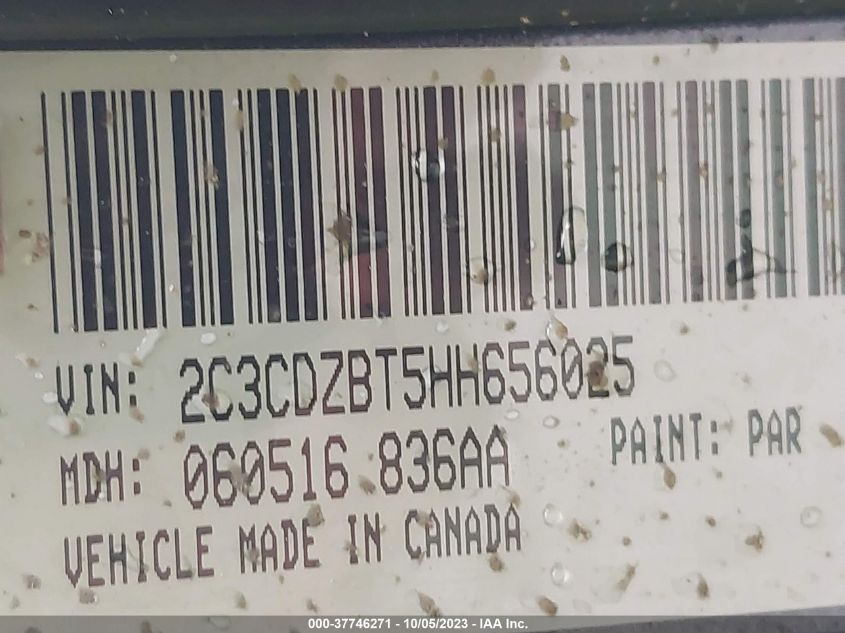 VIN: 2C3CDZBT5HH656025
MDH: 060516 836AA
PAINT: PAR
VEHICLE MADE IN CANADA
000-37746271 - 10/05/2023 - IAA Inc.